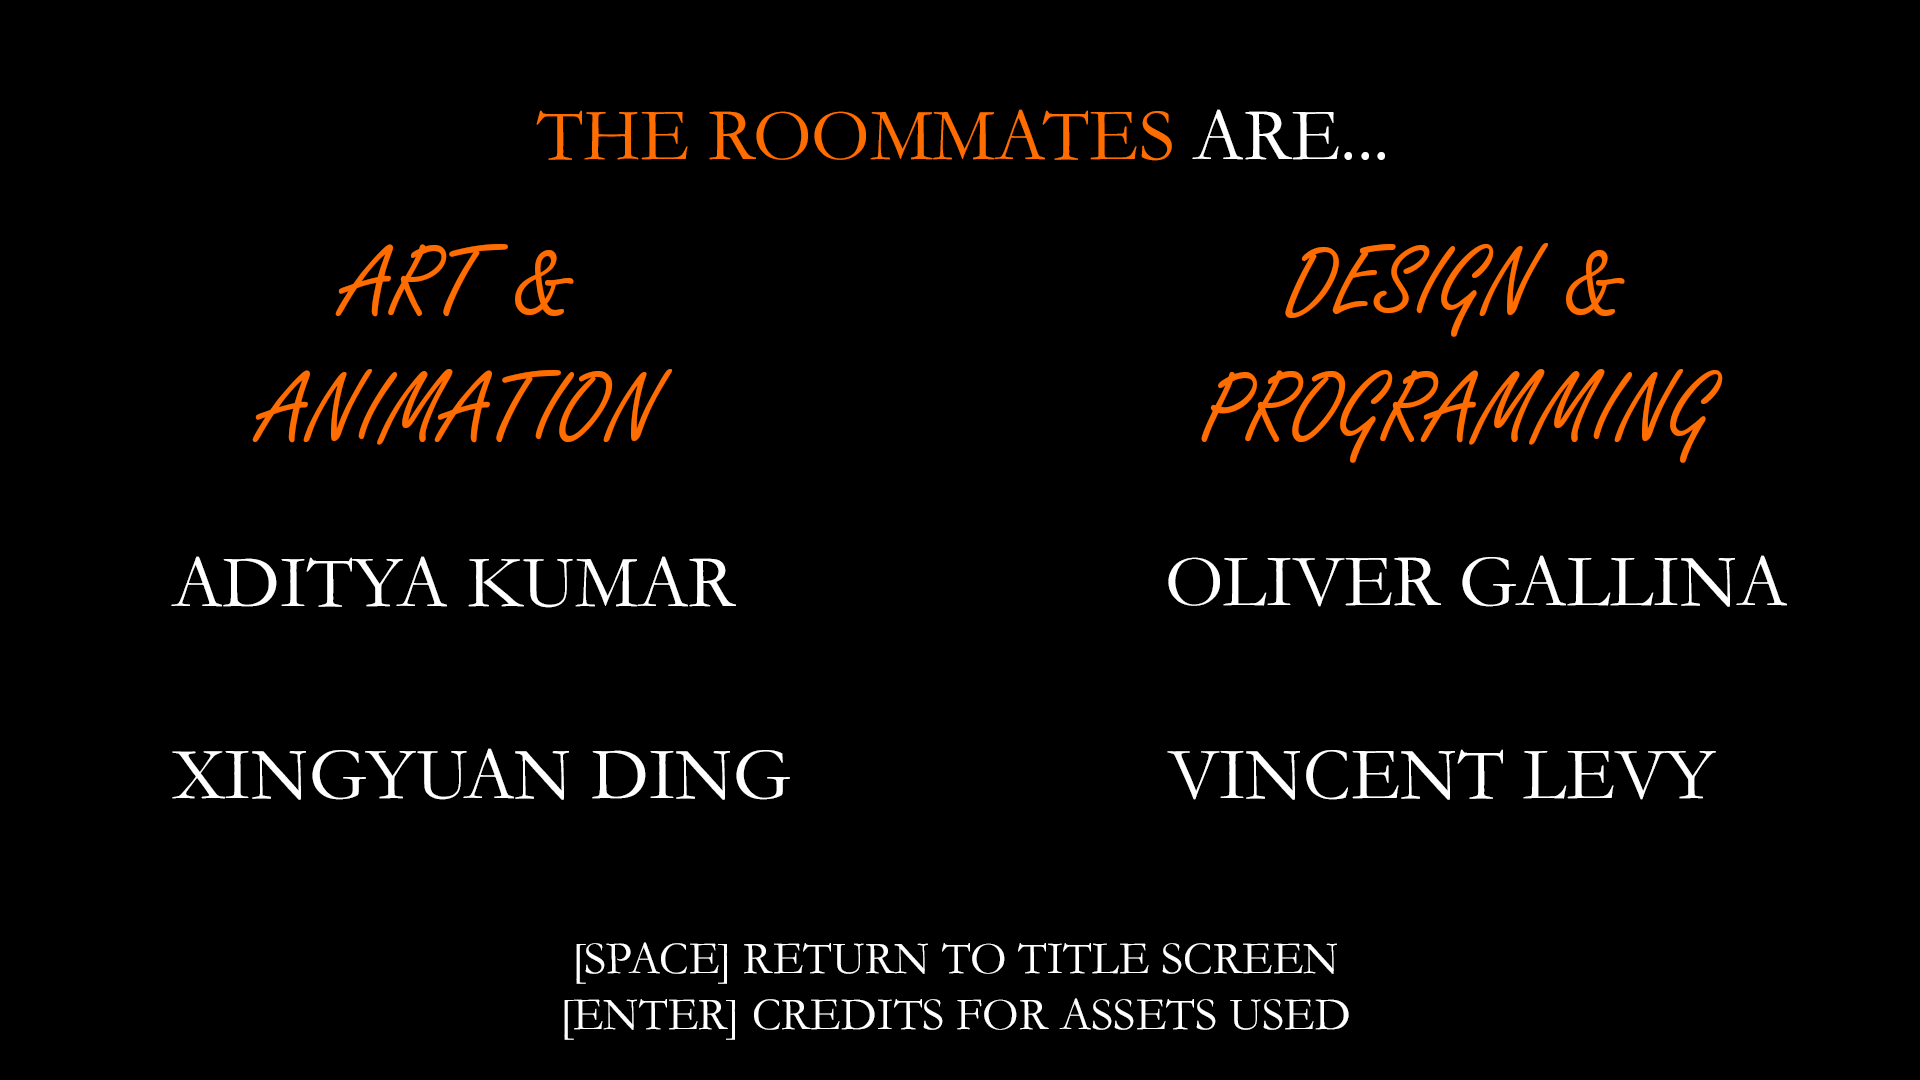 THE ROOMMATES ARE...
ART &
ANIMATION
ADITYA KUMAR
XINGYUAN DING
DESIGN &
PROGRAMMING
OLIVER GALLINA
VINCENT LEVY
[SPACE] RETURN TO TITLE SCREEN
[ENTER] CREDITS FOR ASSETS USED